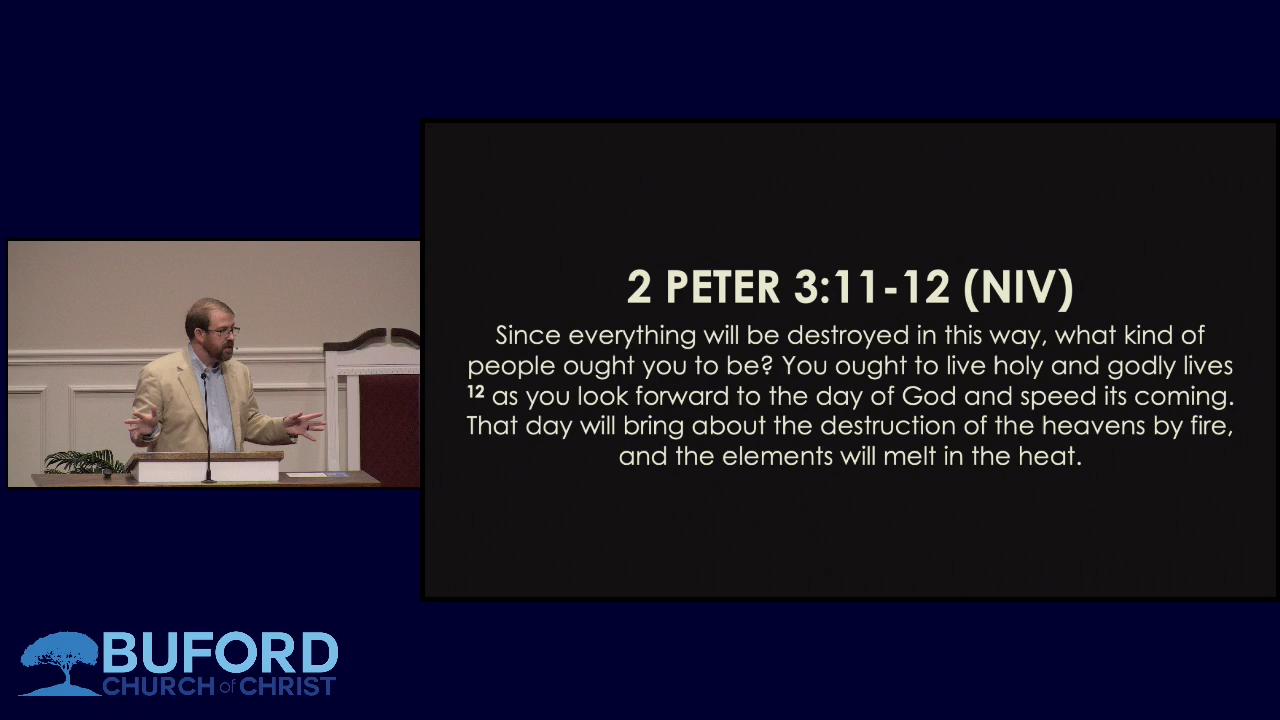 2 PETER 3:11-12 (NIV)
Since everything will be destroyed in this way, what kind of
people ought you to be? You ought to live holy and godly lives
12 as you look forward to the day of God and speed its coming.
That day will bring about the destruction of the heavens by fire,
and the elements will melt in the heat.
BUFORD
CHURCH of CHRIST